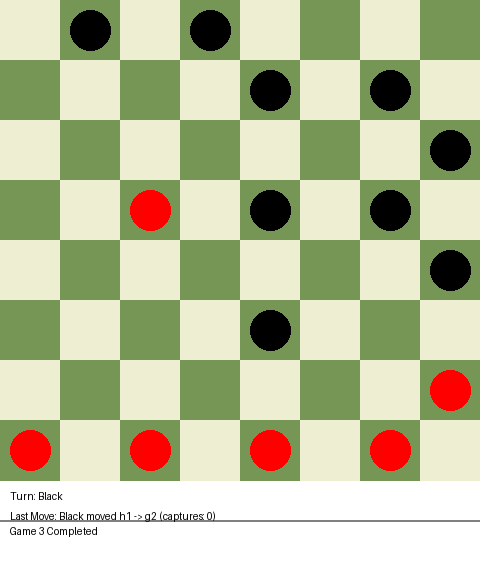 Turn: Black
Last Move: Black moved h1 -> g2 (captures: 0)
Game 3 Completed